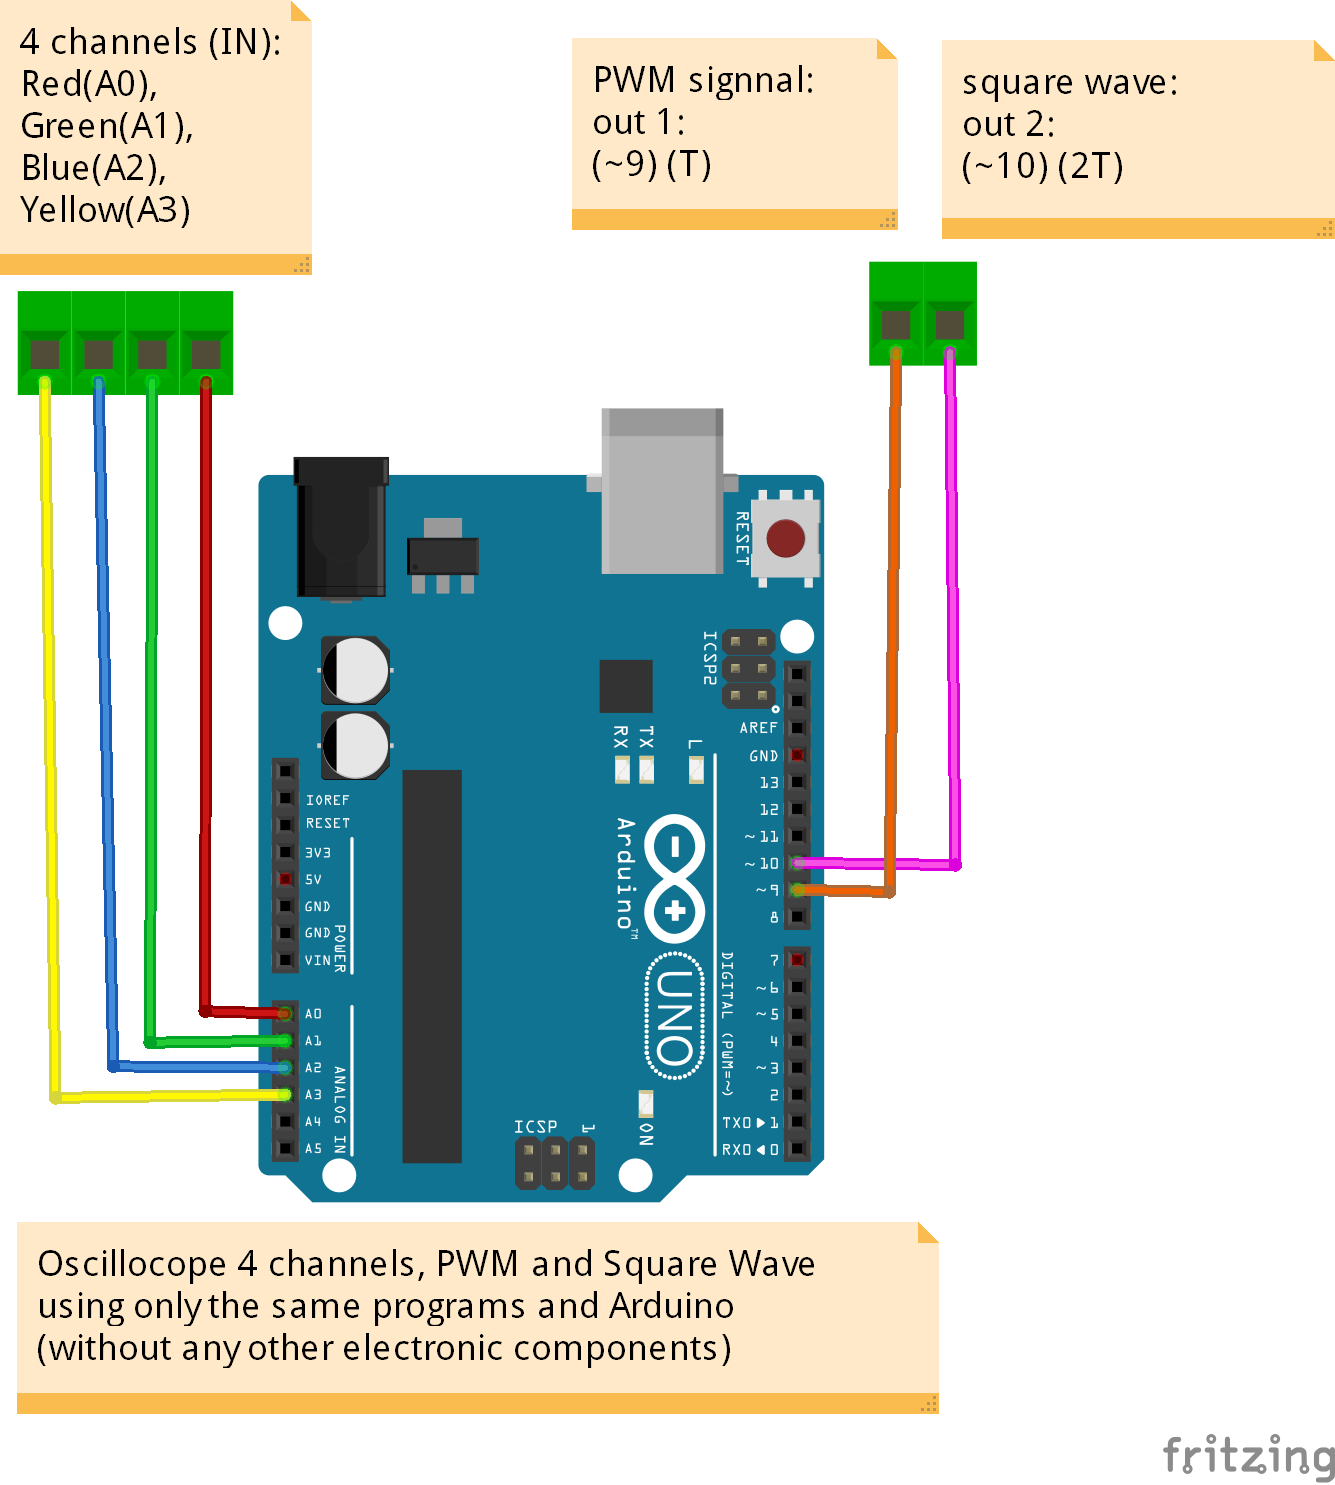 4 channels (IN):
Red(A0),
Green(A1),
Blue(A2),
Yellow(A3)
PWM signnal:
out 1:
(~9) (T)
square wave:
out 2:
(~10) (2T)
RESET
ICSP2
AREF
GND
13
12
~11
~10
~9
8
RX
TX
L
IOREF
RESET
3V3
5V
GND
GND
VIN
POWER
Arduino™
UNO
A0
A1
A2
A3
A4
A5
ANALOG IN
7
~6
~5
4
~3
2
TX0▶1
RX0◀0
DIGITAL (PWM=~)
ON
ICSP
1
Oscillocope 4 channels, PWM and Square Wave
using only the same programs and Arduino
(without any other electronic components)
fritzing